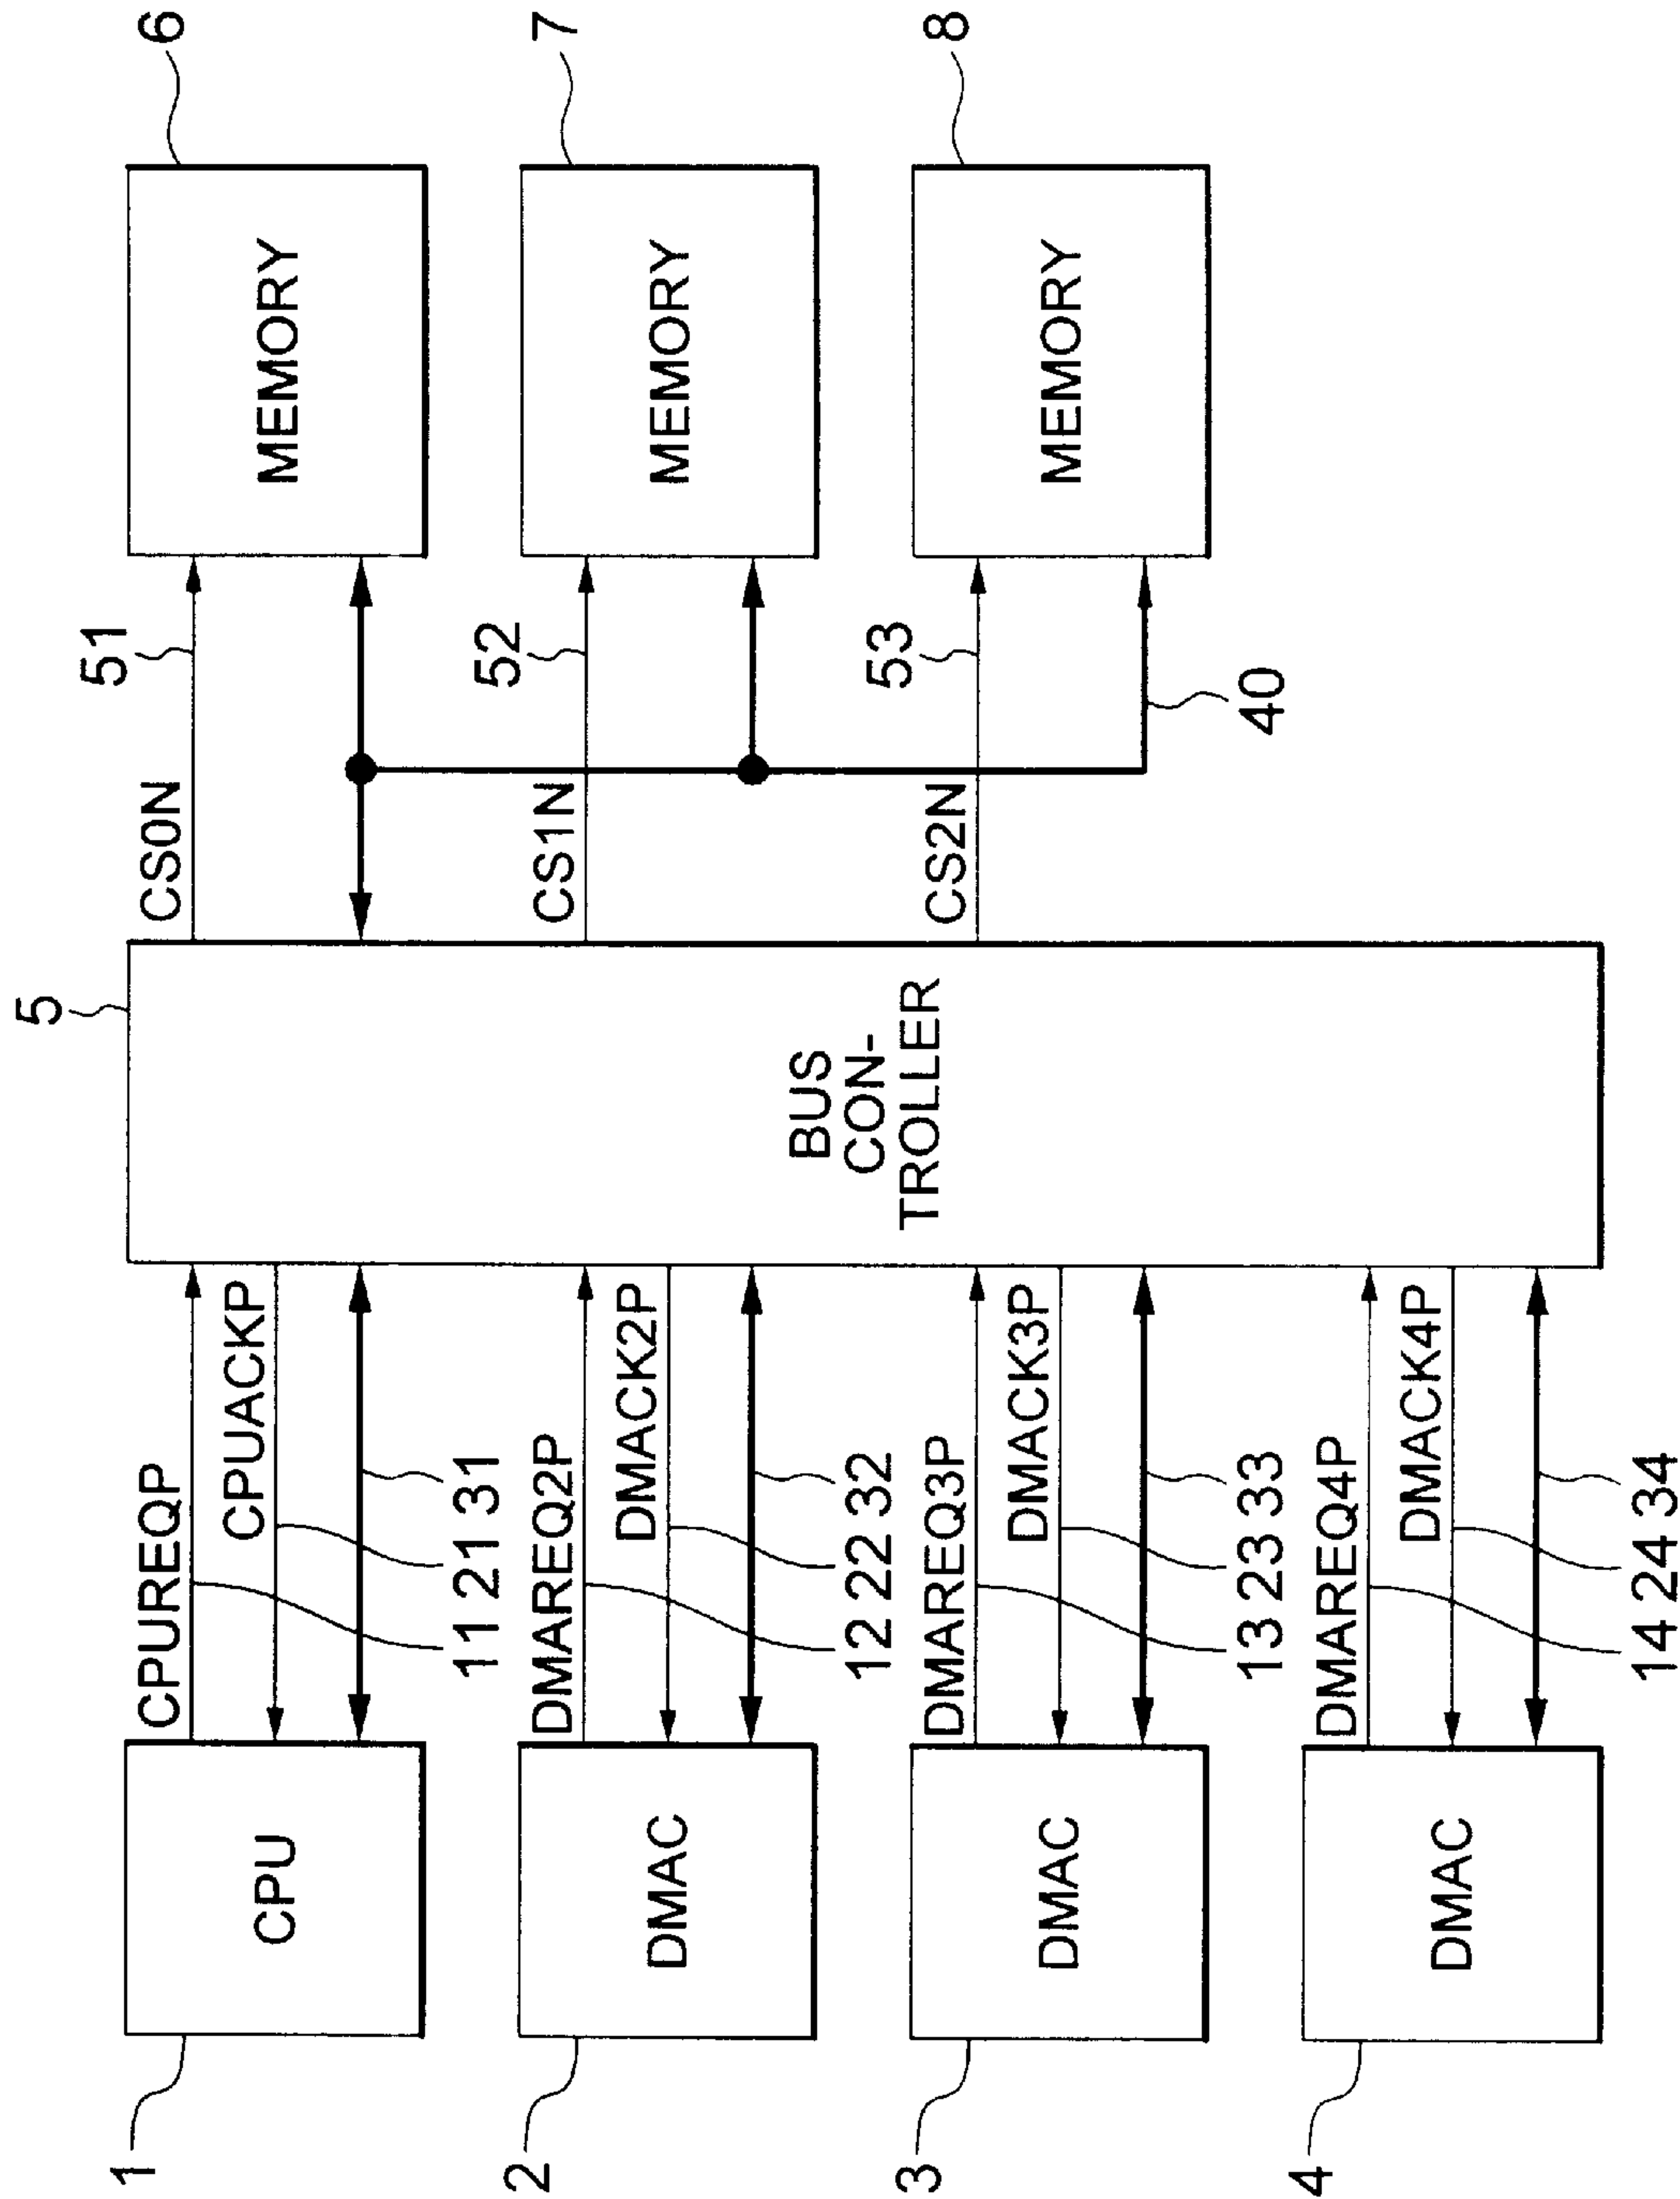 1
CPU
CPUREQP
CPUACKP
11 21 31
2
DMAC
DMAREQ2P
DMACK2P
12 22 32
3
DMAC
DMAREQ3P
DMACK3P
13 23 33
4
DMAC
DMAREQ4P
DMACK4P
14 24 34
5
BUS
CON-
TROLLER
CS0N
51
MEMORY
6
CS1N
52
MEMORY
7
CS2N
53
MEMORY
8
40